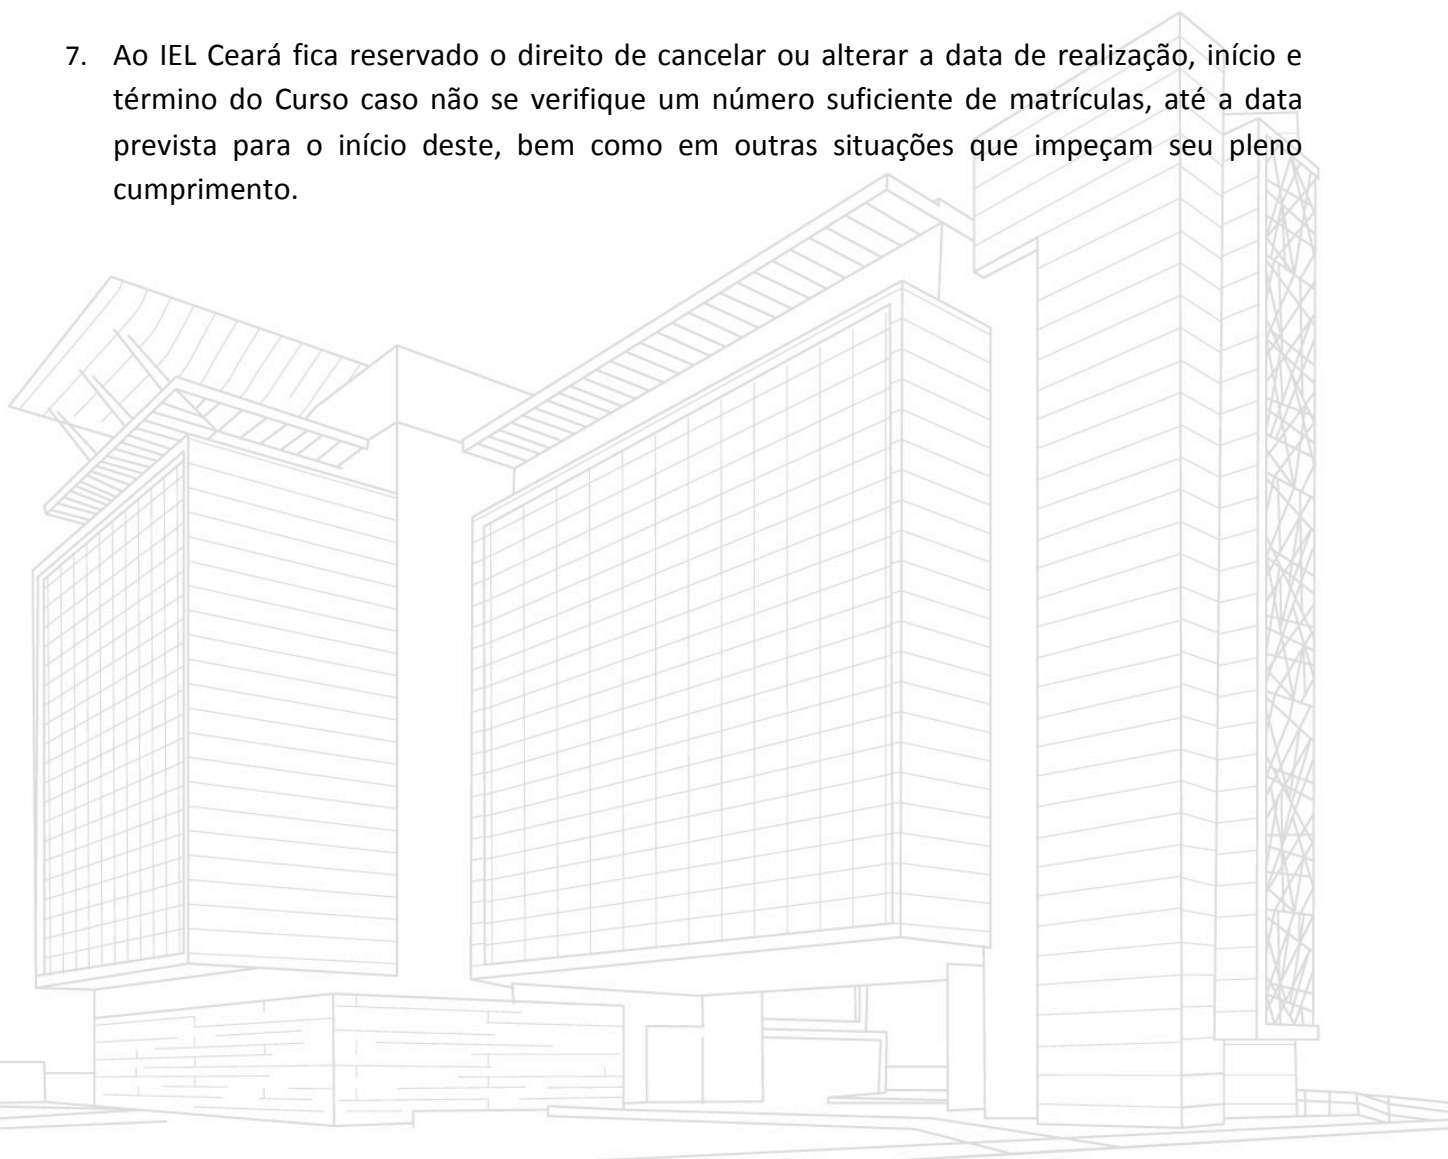 7. Ao IEL Ceará fica reservado o direito de cancelar ou alterar a data de realização, início e
término do Curso caso não se verifique um número suficiente de matrículas, até a data
prevista para o início deste, bem como em outras situações que impeçam seu pleno
cumprimento.